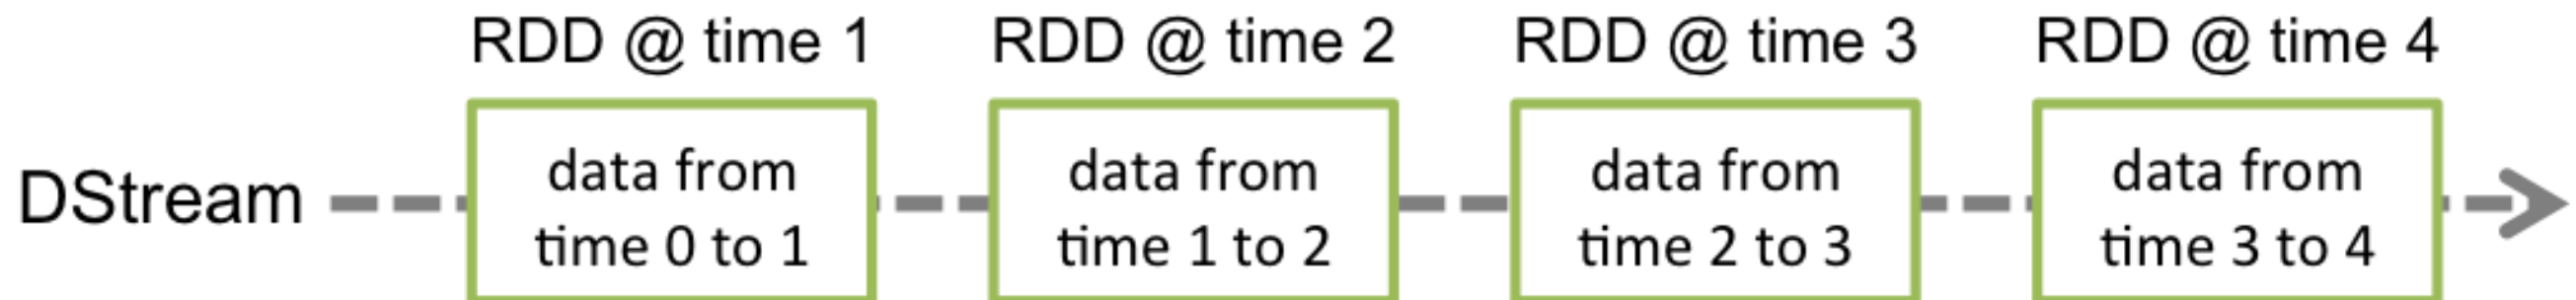 RDD @ time 1
RDD @ time 2
RDD @ time 3
RDD @ time 4
DStream
data from
time 0 to 1
data from
time 1 to 2
data from
time 2 to 3
data from
time 3 to 4